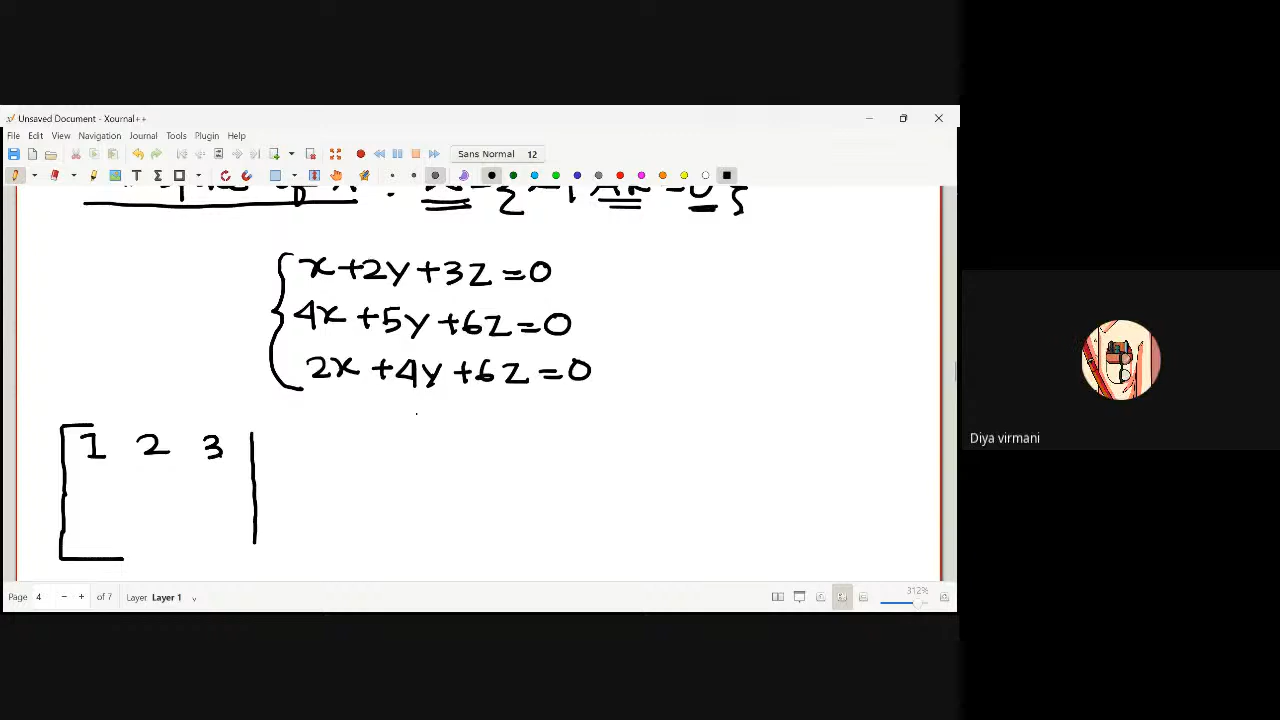 Unsaved Document - Xournal++
File Edit View Navigation Journal Tools Plugin Help
Sans Normal 12
x+2y+3z=0
4x+5y+6z=0
2x+4y+6z=0
1 2 3
Diya virmani
Page 4 - + of 7 Layer Layer 1
312%